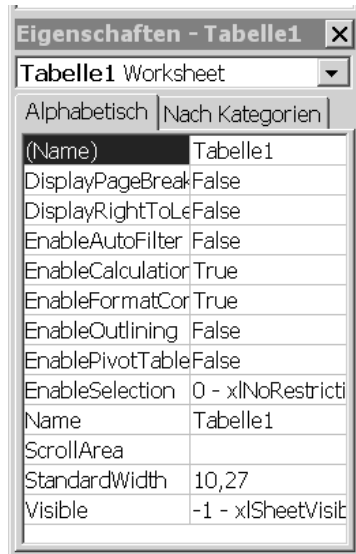 Eigenschaften - Tabelle1
Tabelle1 Worksheet
Alphabetisch Nach Kategorien
(Name) Tabelle1
DisplayPageBreak False
DisplayRightToLe False
EnableAutoFilter False
EnableCalculation True
EnableFormatCor True
EnableOutlining False
EnablePivotTable False
EnableSelection 0 - xlNoRestricti
Name Tabelle1
ScrollArea
StandardWidth 10,27
Visible -1 - xlSheetVisib